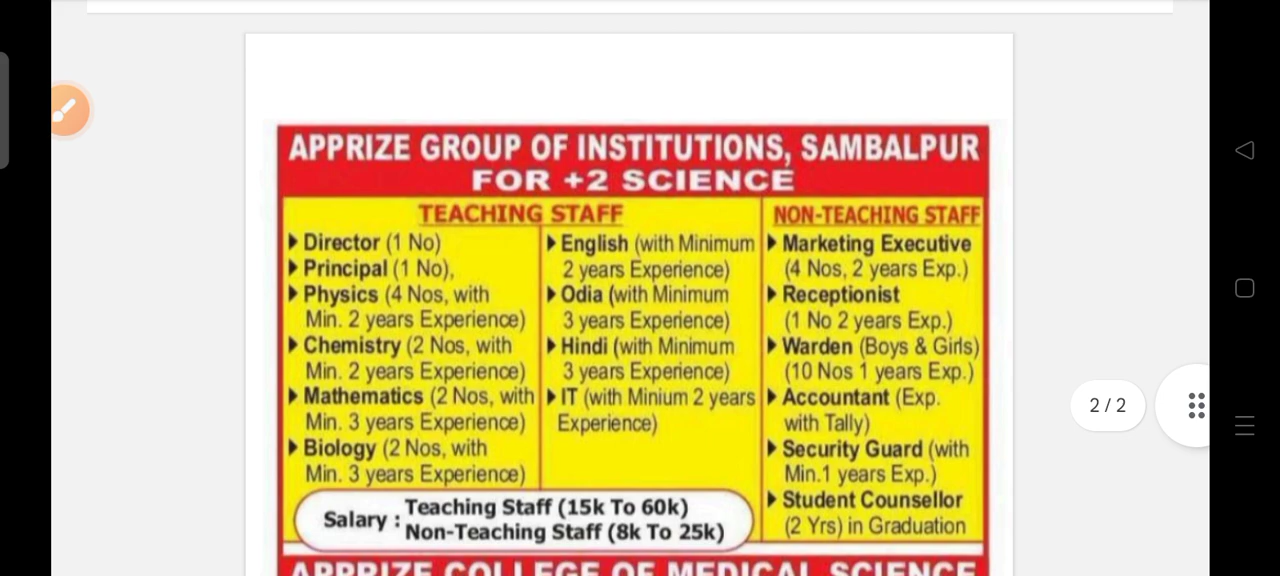 APPRIZE GROUP OF INSTITUTIONS, SAMBALPUR
FOR +2 SCIENCE
TEACHING STAFF
Director (1 No)
Principal (1 No),
Physics (4 Nos, with
Min. 2 years Experience)
Chemistry (2 Nos, with
Min. 2 years Experience)
Mathematics (2 Nos, with
Min. 3 years Experience)
Biology (2 Nos, with
Min. 3 years Experience)
English (with Minimum
2 years Experience)
Odia (with Minimum
3 years Experience)
Hindi (with Minimum
3 years Experience)
IT (with Minium 2 years
Experience)
NON-TEACHING STAFF
Marketing Executive
(4 Nos, 2 years Exp.)
Receptionist
(1 No 2 years Exp.)
Warden (Boys & Girls)
(10 Nos 1 years Exp.)
Accountant (Exp.
with Tally)
Security Guard (with
Min.1 years Exp.)
Student Counsellor
(2 Yrs) in Graduation
Salary : Teaching Staff (15k To 60k)
Non-Teaching Staff (8k To 25k)
APPRIZE COLLEGE OF MEDICAL SCIENCE
2 / 2